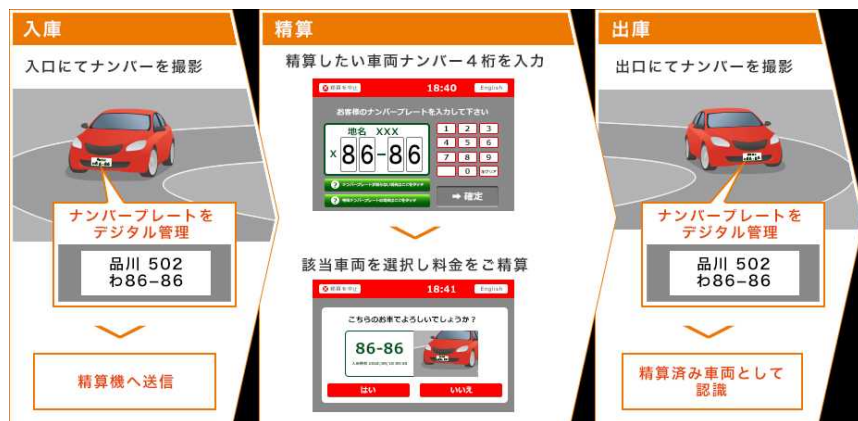 入庫
入口にてナンバーを撮影
ナンバープレートを
デジタル管理
品川 502
わ86-86
精算機へ送信
精算
精算したい車両ナンバー4桁を入力
18:40
English
お客様のナンバープレートを入力して下さい
地名 XXX
× 86-86
1 2 3
4 5 6
7 8 9
0
➡ 確定
該当車両を選択し料金をご精算
18:41
English
こちらのお車でよろしいでしょうか?
86-86
はい
いいえ
出庫
出口にてナンバーを撮影
ナンバープレートを
デジタル管理
品川 502
わ86-86
精算済み車両として
認識